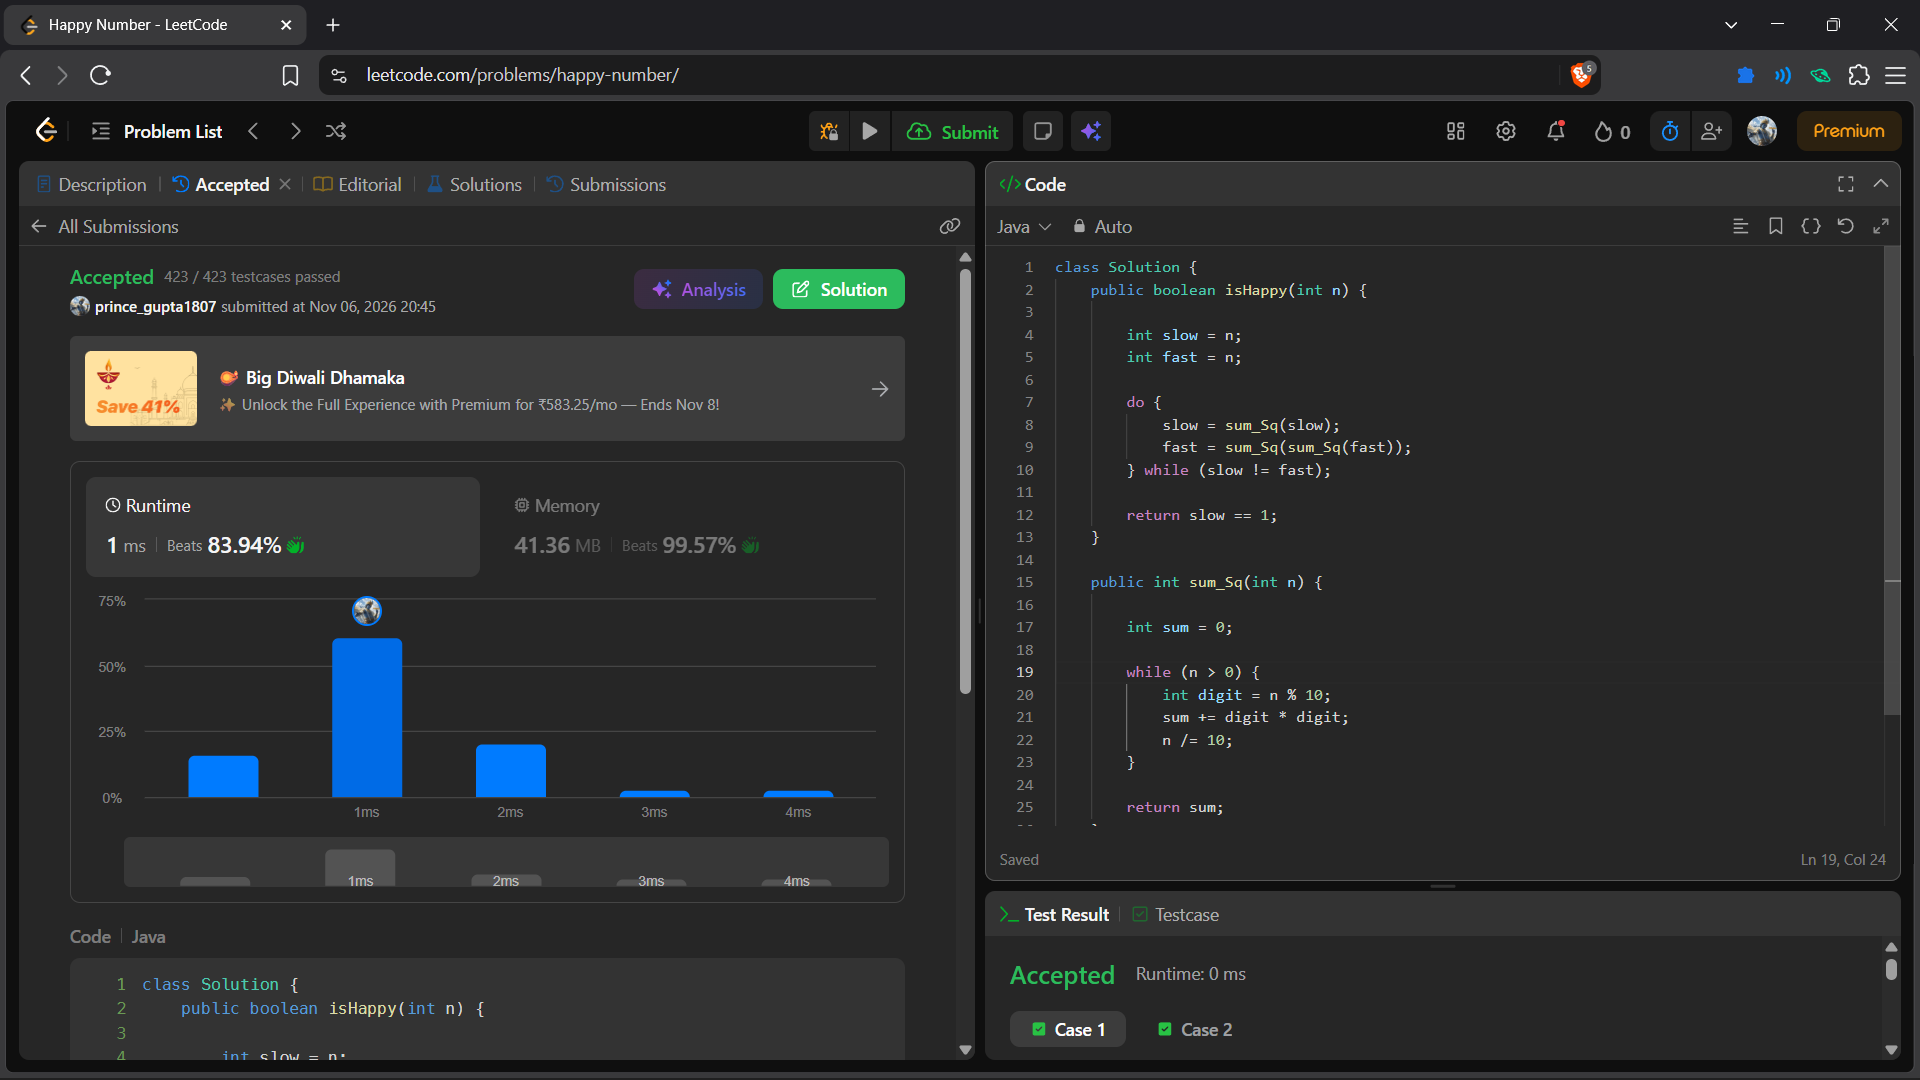 Happy Number - LeetCode
leetcode.com/problems/happy-number/
5
Problem List
Submit
0
Premium
Description
Accepted
Editorial
Solutions
Submissions
All Submissions
Accepted 423 / 423 testcases passed
prince_gupta1807 submitted at Nov 06, 2026 20:45
Analysis
Solution
Save 41%
Big Diwali Dhamaka
Unlock the Full Experience with Premium for ₹583.25/mo — Ends Nov 8!
Runtime
1 ms Beats 83.94%
Memory
41.36 MB Beats 99.57%
75%
50%
25%
0%
1ms 2ms 3ms 4ms
1ms 2ms 3ms 4ms
Code Java
1 class Solution {
2 public boolean isHappy(int n) {
3
4 int slow = n;
</> Code
Java Auto
1 class Solution {
2 public boolean isHappy(int n) {
3
4 int slow = n;
5 int fast = n;
6
7 do {
8 slow = sum_Sq(slow);
9 fast = sum_Sq(sum_Sq(fast));
10 } while (slow != fast);
11
12 return slow == 1;
13 }
14
15 public int sum_Sq(int n) {
16
17 int sum = 0;
18
19 while (n > 0) {
20 int digit = n % 10;
21 sum += digit * digit;
22 n /= 10;
23 }
24
25 return sum;
Saved
Ln 19, Col 24
Test Result
Testcase
Accepted Runtime: 0 ms
Case 1
Case 2